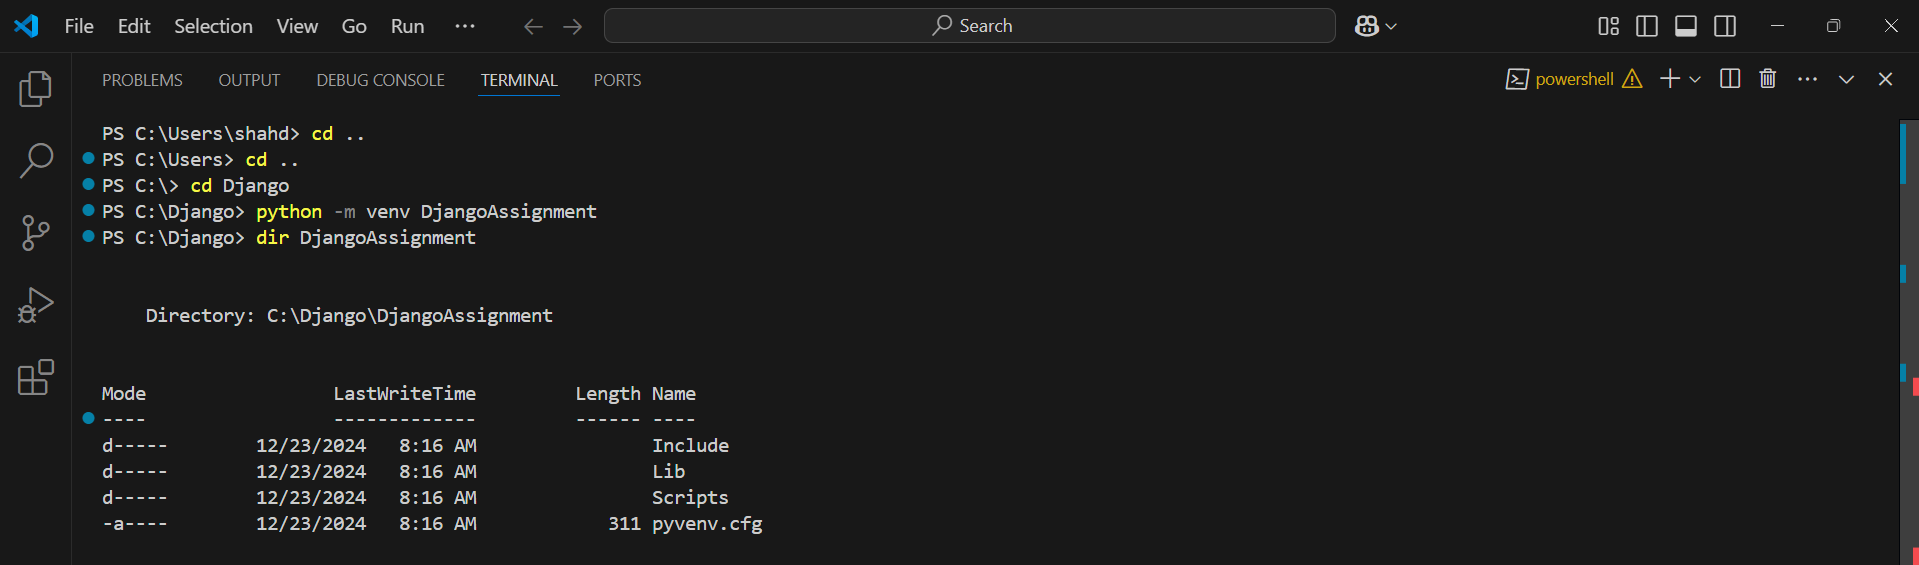 File Edit Selection View Go Run ··· Search
PROBLEMS OUTPUT DEBUG CONSOLE TERMINAL PORTS powershell
PS C:\Users\shahd> cd ..
PS C:\Users> cd ..
PS C:\> cd Django
PS C:\Django> python -m venv DjangoAssignment
PS C:\Django> dir DjangoAssignment
Directory: C:\Django\DjangoAssignment
Mode LastWriteTime Length Name
---- ------------- ------ ----
d----- 12/23/2024 8:16 AM Include
d----- 12/23/2024 8:16 AM Lib
d----- 12/23/2024 8:16 AM Scripts
-a---- 12/23/2024 8:16 AM 311 pyvenv.cfg